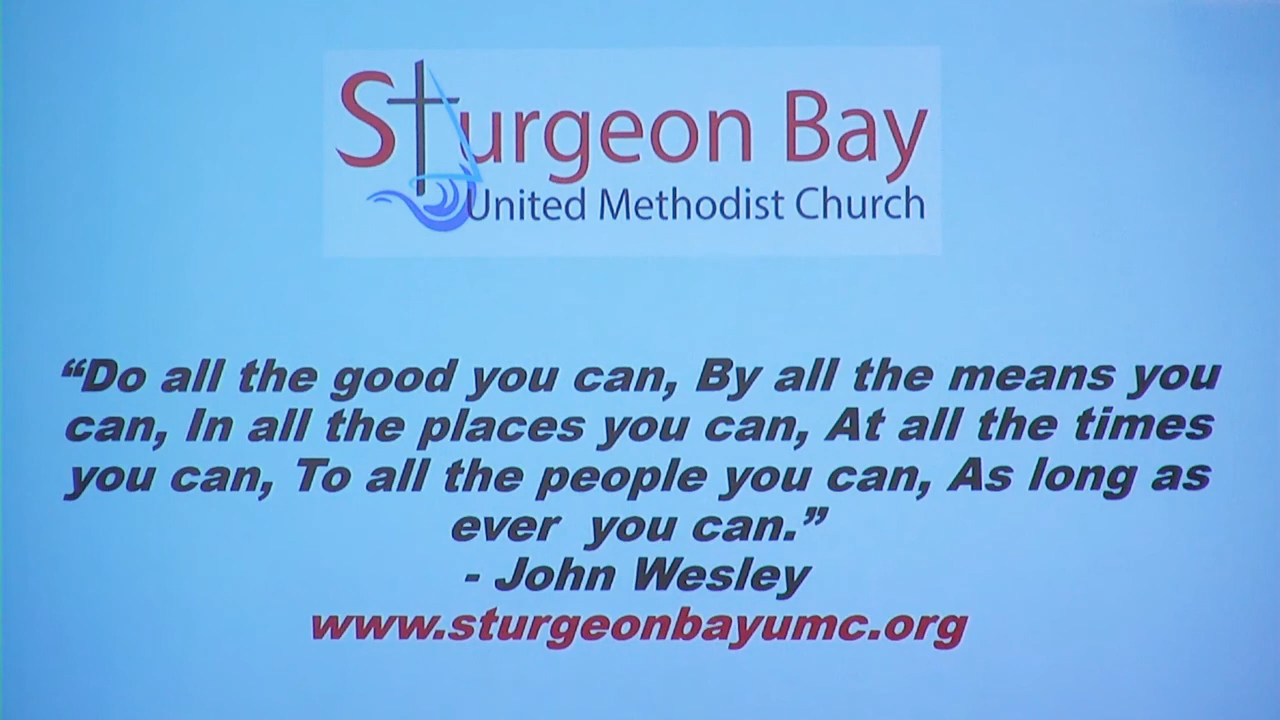 Sturgeon Bay
United Methodist Church
“Do all the good you can, By all the means you
can, In all the places you can, At all the times
you can, To all the people you can, As long as
ever  you can.”
- John Wesley
www.sturgeonbayumc.org